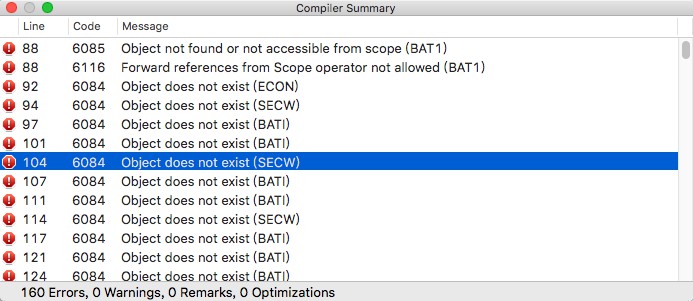 Compiler Summary
Line Code Message
88 6085 Object not found or not accessible from scope (BAT1)
88 6116 Forward references from Scope operator not allowed (BAT1)
92 6084 Object does not exist (ECON)
94 6084 Object does not exist (SECW)
97 6084 Object does not exist (BATI)
101 6084 Object does not exist (BATI)
104 6084 Object does not exist (SECW)
107 6084 Object does not exist (BATI)
111 6084 Object does not exist (BATI)
114 6084 Object does not exist (SECW)
117 6084 Object does not exist (BATI)
121 6084 Object does not exist (BATI)
124 6084 Object does not exist (BATI)
160 Errors, 0 Warnings, 0 Remarks, 0 Optimizations